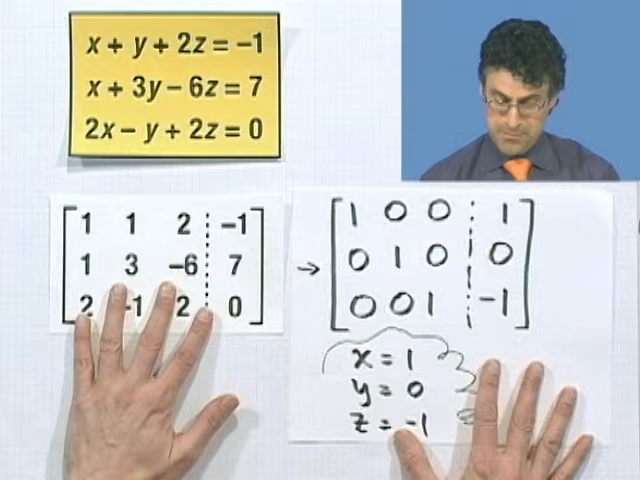 x + y + 2z = –1
x + 3y – 6z = 7
2x – y + 2z = 0
1 1 2 –1
1 3 –6 7
2 –1 2 0
→
1 0 0 1
0 1 0 0
0 0 1 –1
x = 1
y = 0
z = –1